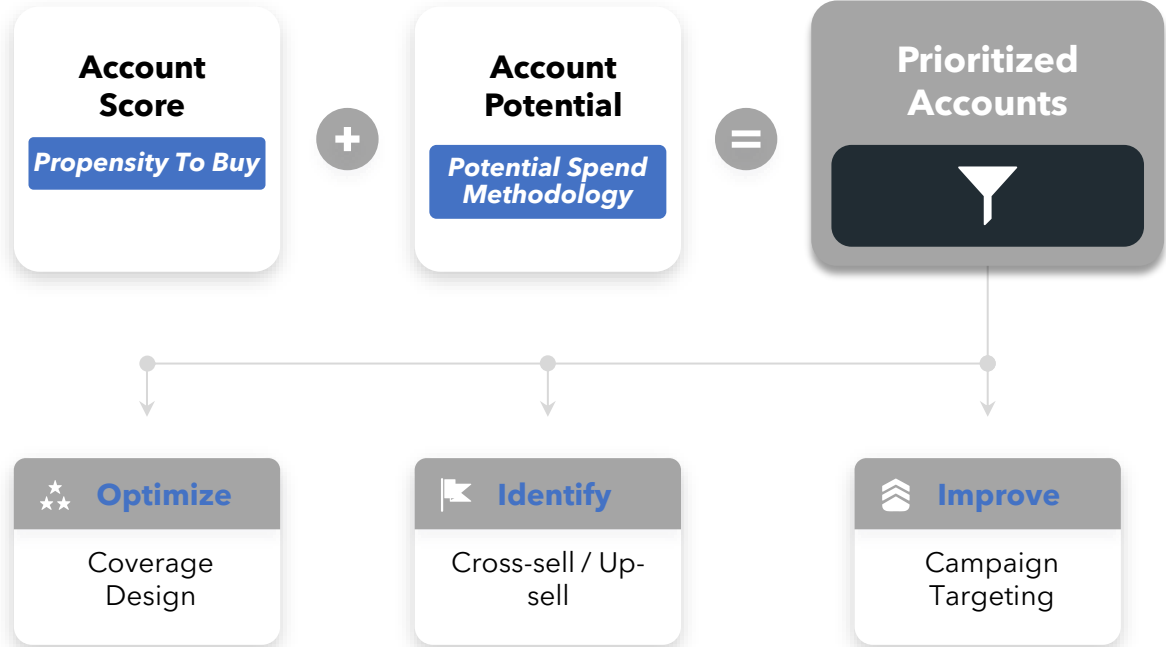 Account
Score
Propensity To Buy
+
Account
Potential
Potential Spend
Methodology
=
Prioritized
Accounts
Optimize
Coverage
Design
Identify
Cross-sell / Up-
sell
Improve
Campaign
Targeting